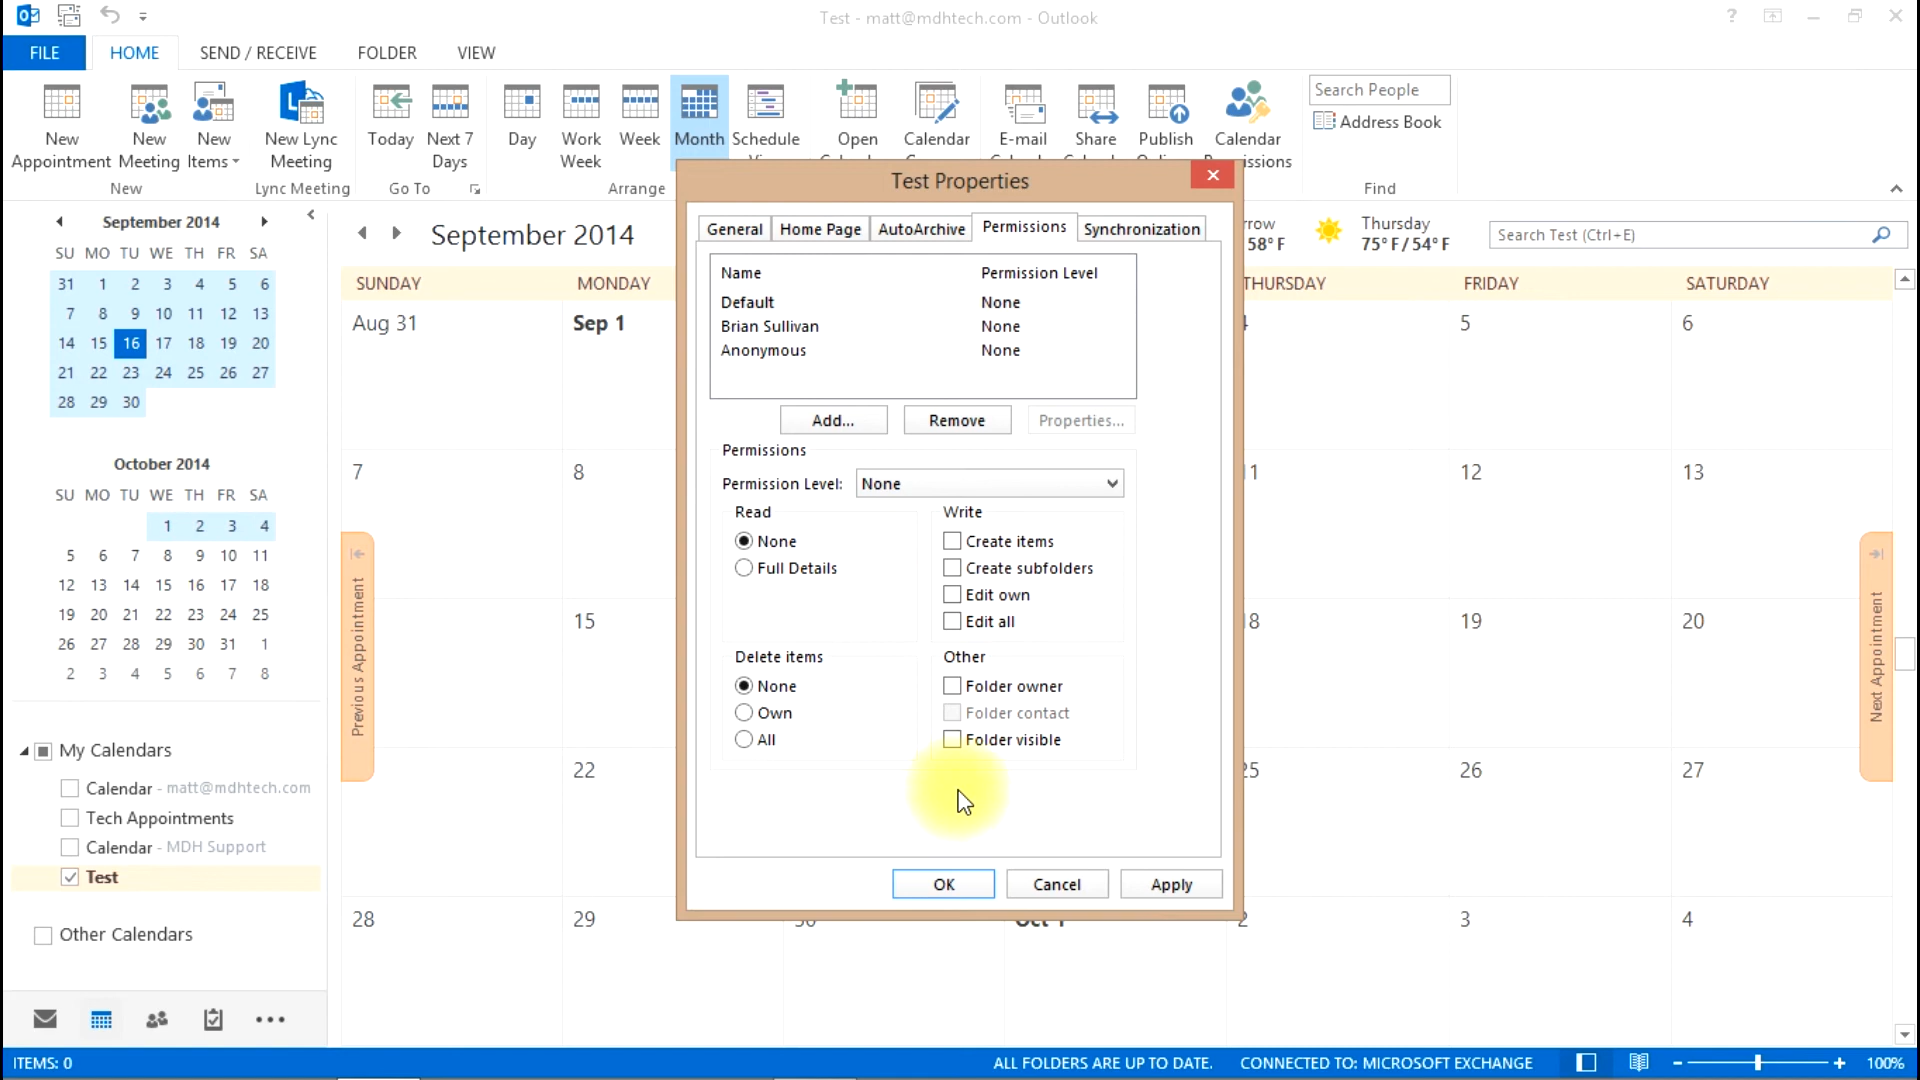 Test - matt@mdhtech.com - Outlook
?
FILE HOME SEND / RECEIVE FOLDER VIEW
New Appointment
New Meeting
New Items
New
New Lync Meeting
Lync Meeting
Today
Next 7 Days
Go To
Day
Work Week
Week
Month
Schedule
Arrange
Open
Calendar
E-mail
Share
Publish
Calendar
Search People
Address Book
Find
September 2014
SU MO TU WE TH FR SA
31 1 2 3 4 5 6
7 8 9 10 11 12 13
14 15 16 17 18 19 20
21 22 23 24 25 26 27
28 29 30
October 2014
SU MO TU WE TH FR SA
1 2 3 4
5 6 7 8 9 10 11
12 13 14 15 16 17 18
19 20 21 22 23 24 25
26 27 28 29 30 31 1
2 3 4 5 6 7 8
My Calendars
Calendar - matt@mdhtech.com
Tech Appointments
Calendar - MDH Support
Test
Other Calendars
September 2014
58° F
Thursday
75° F / 54° F
Search Test (Ctrl+E)
SUNDAY MONDAY THURSDAY FRIDAY SATURDAY
Aug 31 Sep 1 5 6
7 8 11 12 13
15 18 19 20
22 25 26 27
28 29 30 Oct 1 2 3 4
Previous Appointment
Next Appointment
Test Properties
General Home Page AutoArchive Permissions Synchronization
Name Permission Level
Default None
Brian Sullivan None
Anonymous None
Add... Remove Properties...
Permissions
Permission Level: None
Read
None
Full Details
Write
Create items
Create subfolders
Edit own
Edit all
Delete items
None
Own
All
Other
Folder owner
Folder contact
Folder visible
OK Cancel Apply
ITEMS: 0
ALL FOLDERS ARE UP TO DATE.
CONNECTED TO: MICROSOFT EXCHANGE
100%